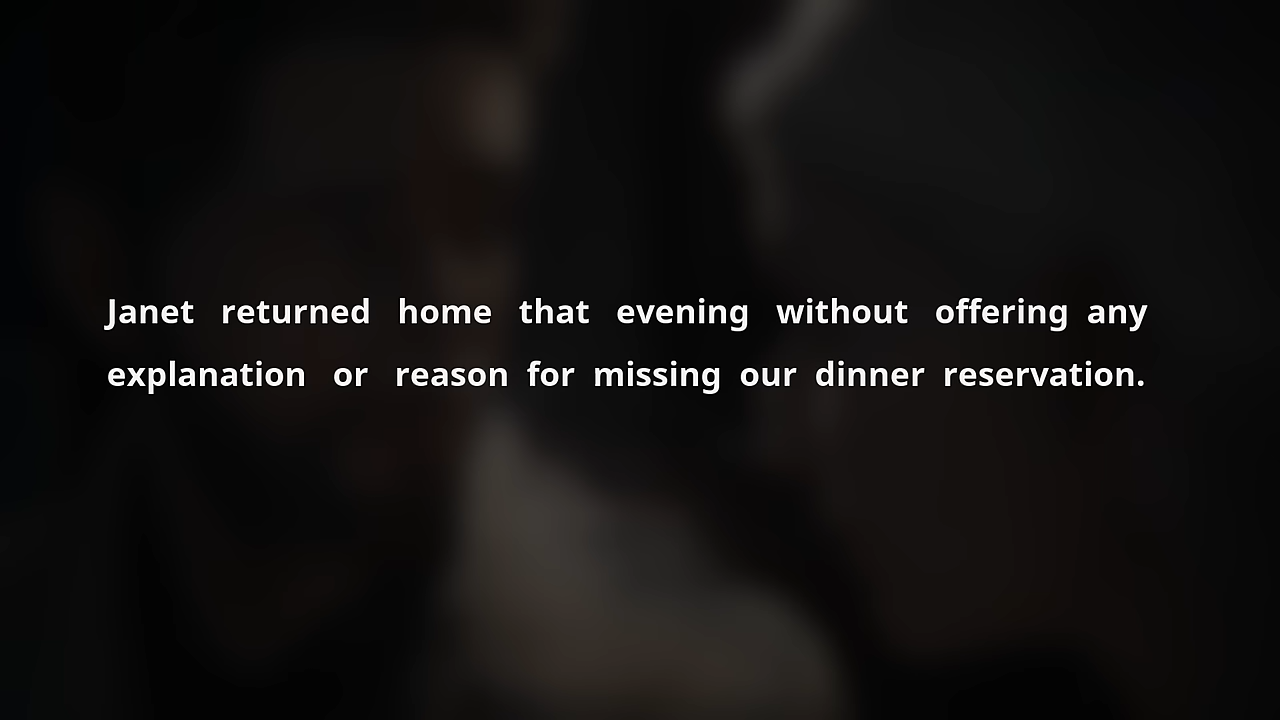 Janet returned home that evening without offering any
explanation or reason for missing our dinner reservation.